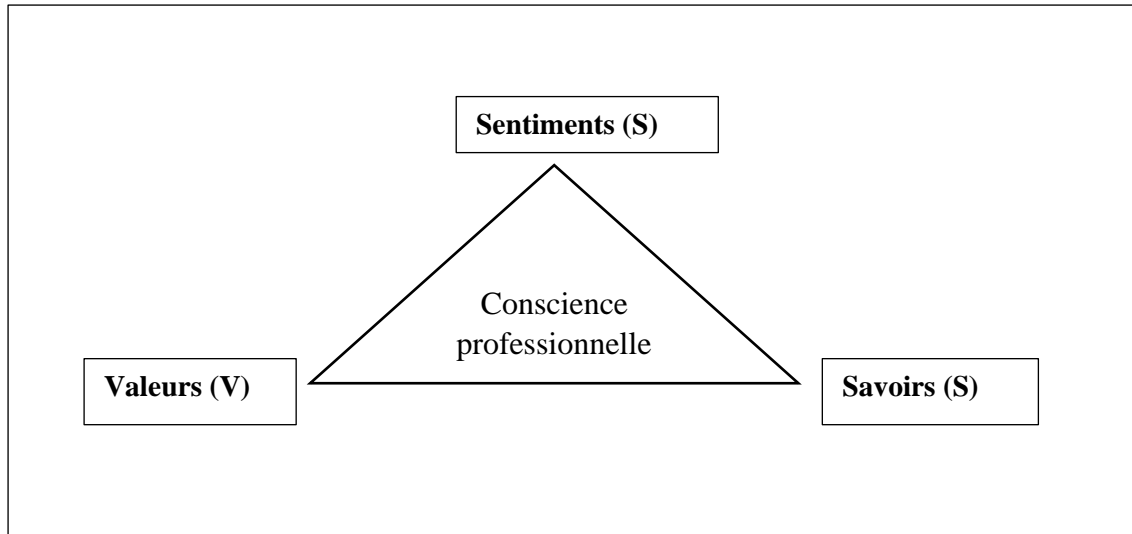 Sentiments (S)
Conscience
professionnelle
Valeurs (V)
Savoirs (S)